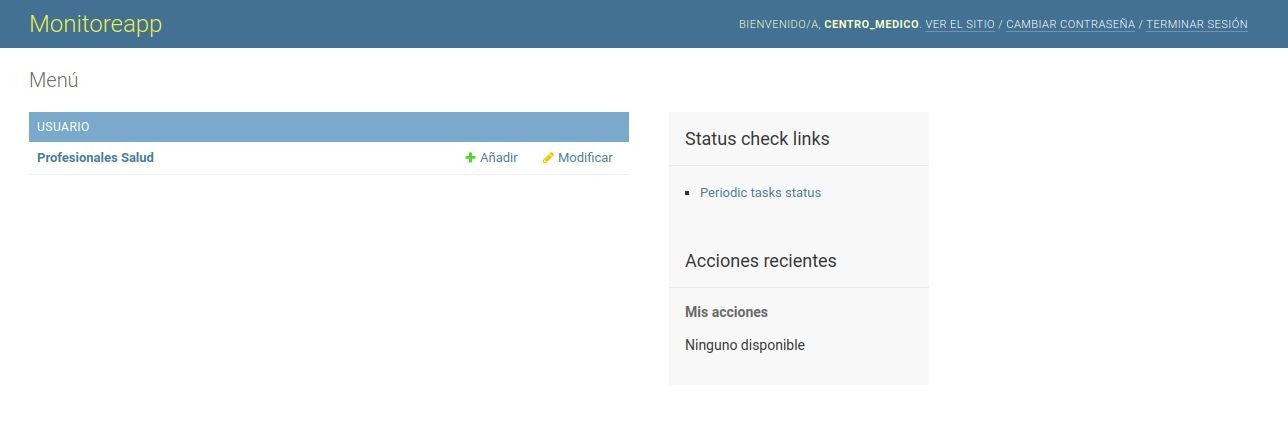 Monitoreapp
BIENVENIDO/A, CENTRO_MEDICO. VER EL SITIO / CAMBIAR CONTRASEÑA / TERMINAR SESIÓN
Menú
USUARIO
Profesionales Salud Añadir Modificar
Status check links
Periodic tasks status
Acciones recientes
Mis acciones
Ninguno disponible